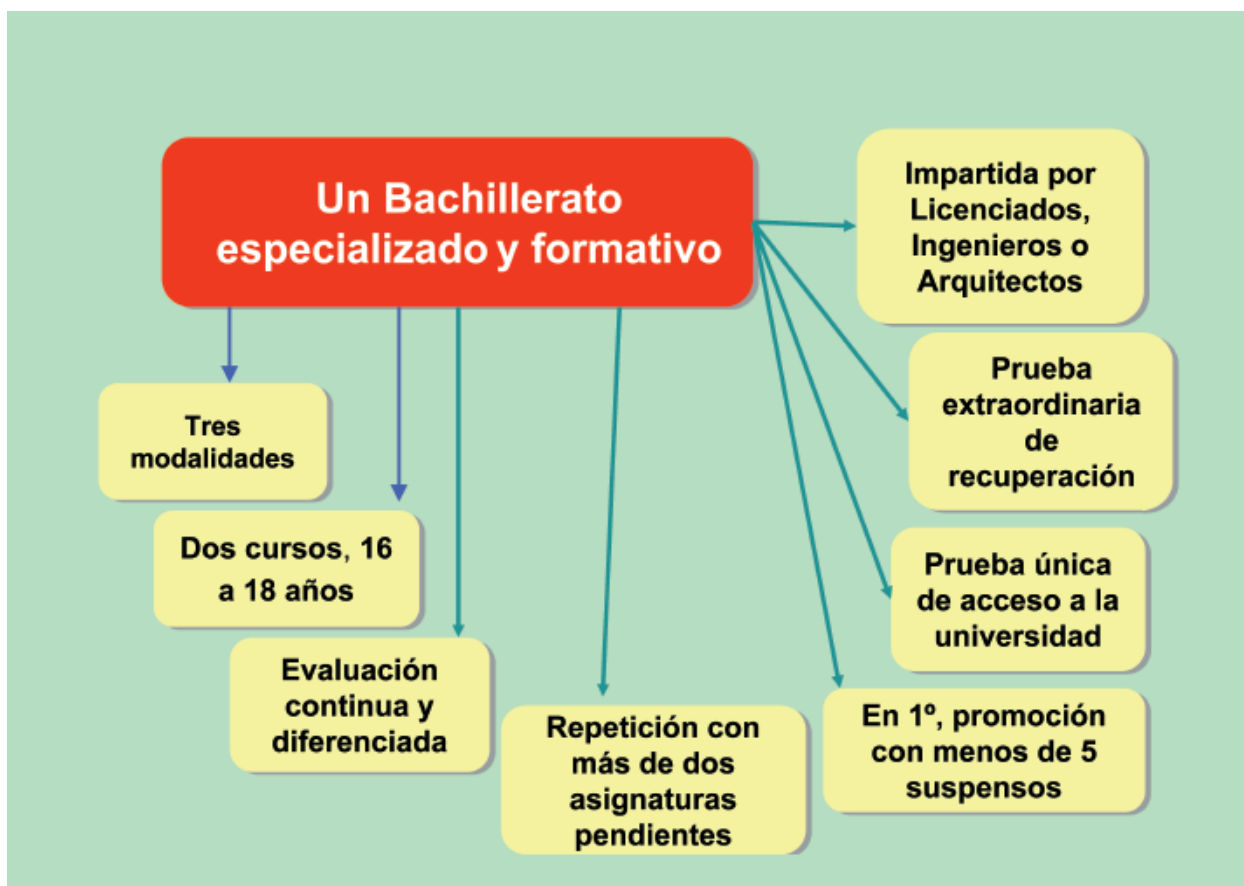 Un Bachillerato
especializado y formativo
Impartida por
Licenciados,
Ingenieros o
Arquitectos
Prueba
extraordinaria
de
recuperación
Tres
modalidades
Dos cursos, 16
a 18 años
Prueba única
de acceso a la
universidad
Evaluación
continua y
diferenciada
Repetición con
más de dos
asignaturas
pendientes
En 1º, promoción
con menos de 5
suspensos